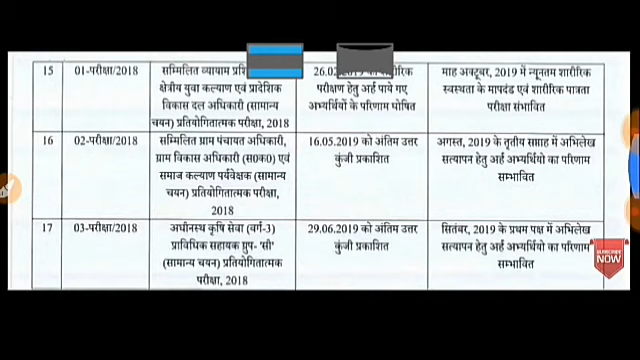 15 01-परीक्षा/2018 सम्मिलित व्यायाम
क्षेत्रीय युवा कल्याण एवं प्रादेशिक
विकास दल अधिकारी (सामान्य
चयन) प्रतियोगितात्मक परीक्षा, 2018
परीक्षण हेतु अर्ह पाये गए
अभ्यर्थियों के परिणाम घोषित
माह अक्टूबर, 2019 में न्यूनतम शारीरिक
स्वस्थता के मापदंड एवं शारीरिक पात्रता
परीक्षा संभावित
16 02-परीक्षा/2018 सम्मिलित ग्राम पंचायत अधिकारी,
ग्राम विकास अधिकारी (स०क०) एवं
समाज कल्याण पर्यवेक्षक (सामान्य
चयन) प्रतियोगितात्मक परीक्षा,
2018
16.05.2019 को अंतिम उत्तर
कुंजी प्रकाशित
अगस्त, 2019 के तृतीय सप्ताह में अभिलेख
सत्यापन हेतु अर्ह अभ्यर्थियो का परिणाम
सम्भावित
17 03-परीक्षा/2018 अधीनस्थ कृषि सेवा (वर्ग-3)
प्राविधिक सहायक ग्रुप- 'सी'
(सामान्य चयन) प्रतियोगितात्मक
परीक्षा, 2018
29.06.2019 को अंतिम उत्तर
कुंजी प्रकाशित
सितंबर, 2019 के प्रथम पक्ष में अभिलेख
सत्यापन हेतु अर्ह अभ्यर्थियों का परिणाम
सम्भावित
SUBSCRIBE
NOW